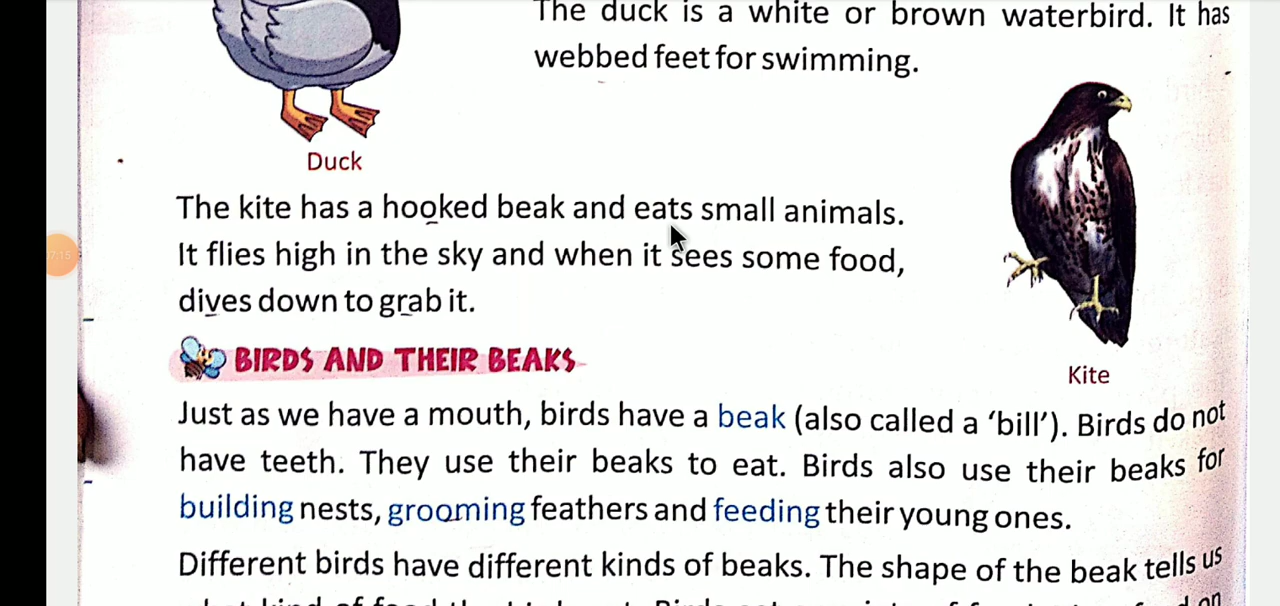 The duck is a white or brown waterbird. It has
webbed feet for swimming.
Duck
The kite has a hooked beak and eats small animals.
It flies high in the sky and when it sees some food,
dives down to grab it.
Kite
BIRDS AND THEIR BEAKS
Just as we have a mouth, birds have a beak (also called a ‘bill’). Birds do not
have teeth. They use their beaks to eat. Birds also use their beaks for
building nests, grooming feathers and feeding their young ones.
Different birds have different kinds of beaks. The shape of the beak tells us